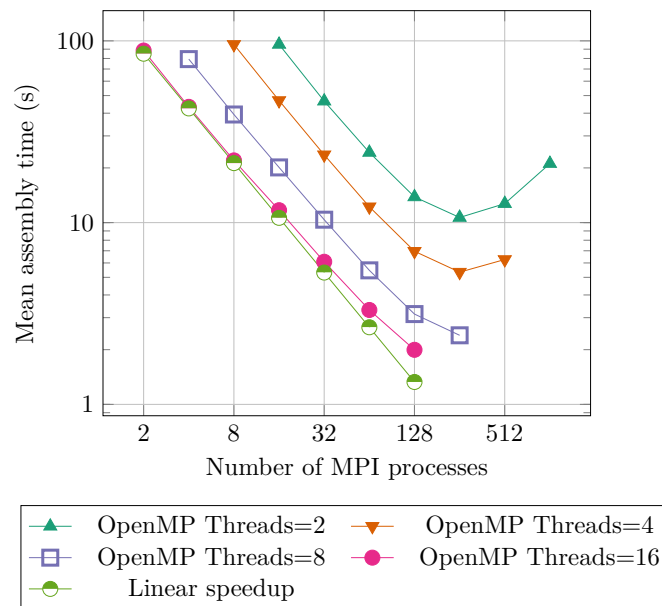 100
10
1
Mean assembly time (s)
2 8 32 128 512
Number of MPI processes
OpenMP Threads=2 OpenMP Threads=4
OpenMP Threads=8 OpenMP Threads=16
Linear speedup